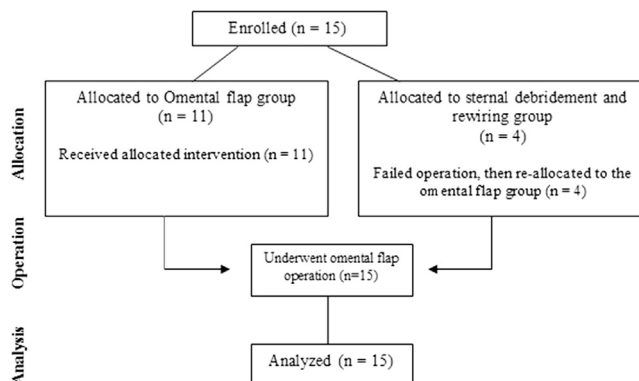 Enrolled (n = 15)
Allocation
Allocated to Omental flap group
(n = 11)
Received allocated intervention (n = 11)
Allocated to sternal debridement and
rewiring group
(n = 4)
Failed operation, then re-allocated to the
omental flap group (n = 4)
Operation
Underwent omental flap
operation (n=15)
Analysis
Analyzed (n = 15)